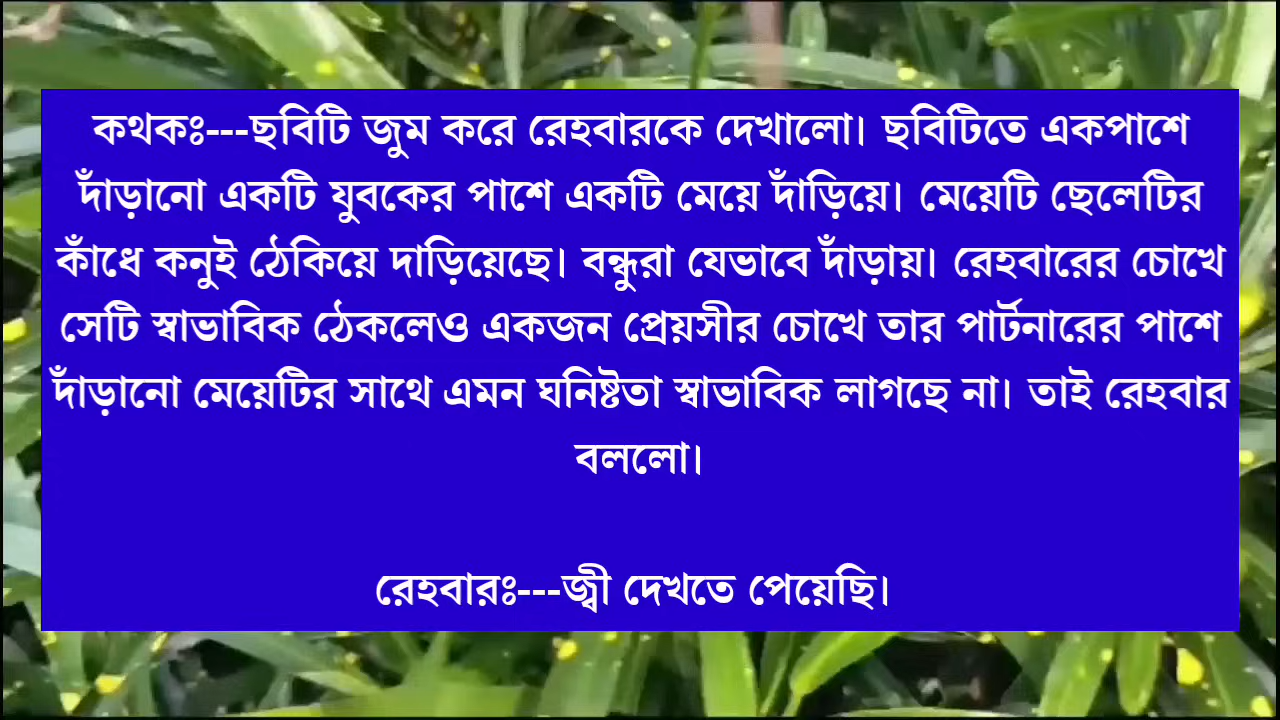 কথকঃ---ছবিটি জুম করে রেহবারকে দেখালো। ছবিটিতে একপাশে
দাঁড়ানো একটি যুবকের পাশে একটি মেয়ে দাঁড়িয়ে। মেয়েটি ছেলেটির
কাঁধে কনুই ঠেকিয়ে দাড়িয়েছে। বন্ধুরা যেভাবে দাঁড়ায়। রেহবারের চোখে
সেটি স্বাভাবিক ঠেকলেও একজন প্রেয়সীর চোখে তার পার্টনারের পাশে
দাঁড়ানো মেয়েটির সাথে এমন ঘনিষ্টতা স্বাভাবিক লাগছে না। তাই রেহবার
বললো।
রেহবারঃ---জ্বী দেখতে পেয়েছি।